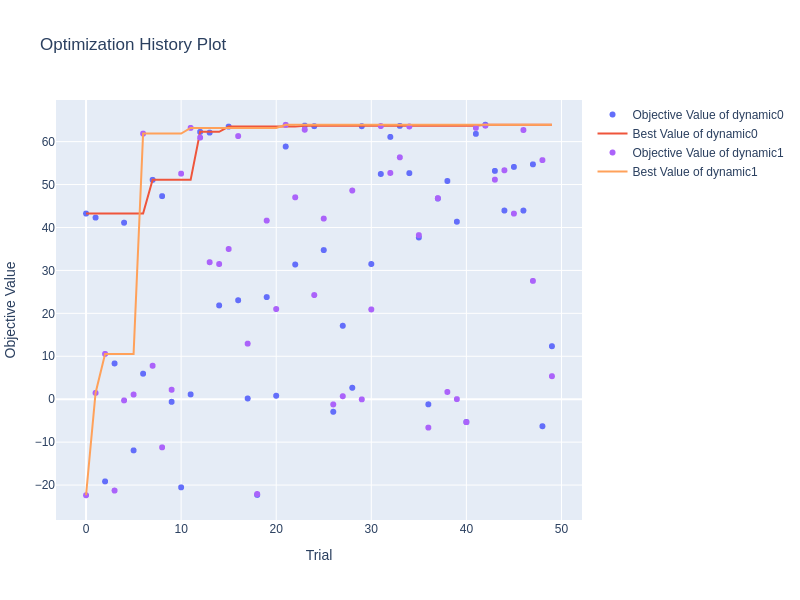 Optimization History Plot
Objective Value of dynamic0
Best Value of dynamic0
Objective Value of dynamic1
Best Value of dynamic1
60
50
40
30
20
10
0
−10
−20
Objective Value
0
10
20
30
40
50
Trial